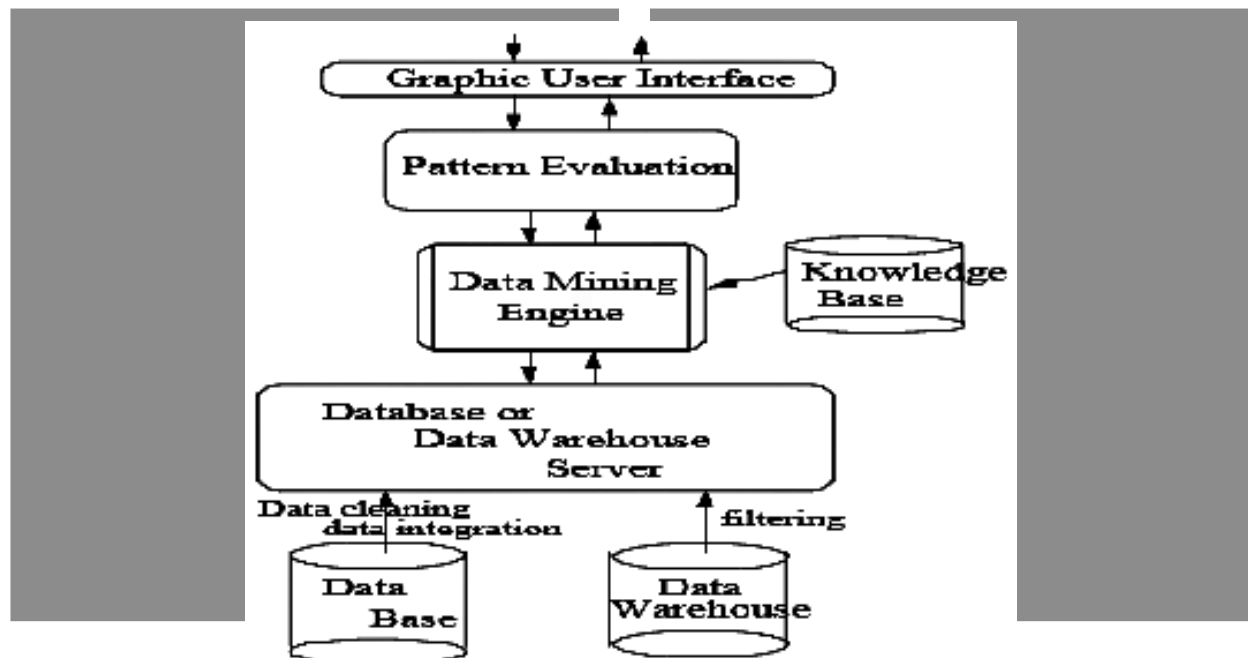 Graphic User Interface
Pattern Evaluation
Data Mining
Engine
Knowledge
Base
Database or
Data Warehouse
Server
Data cleaning
data integration
filtering
Data
Base
Data
Warehouse